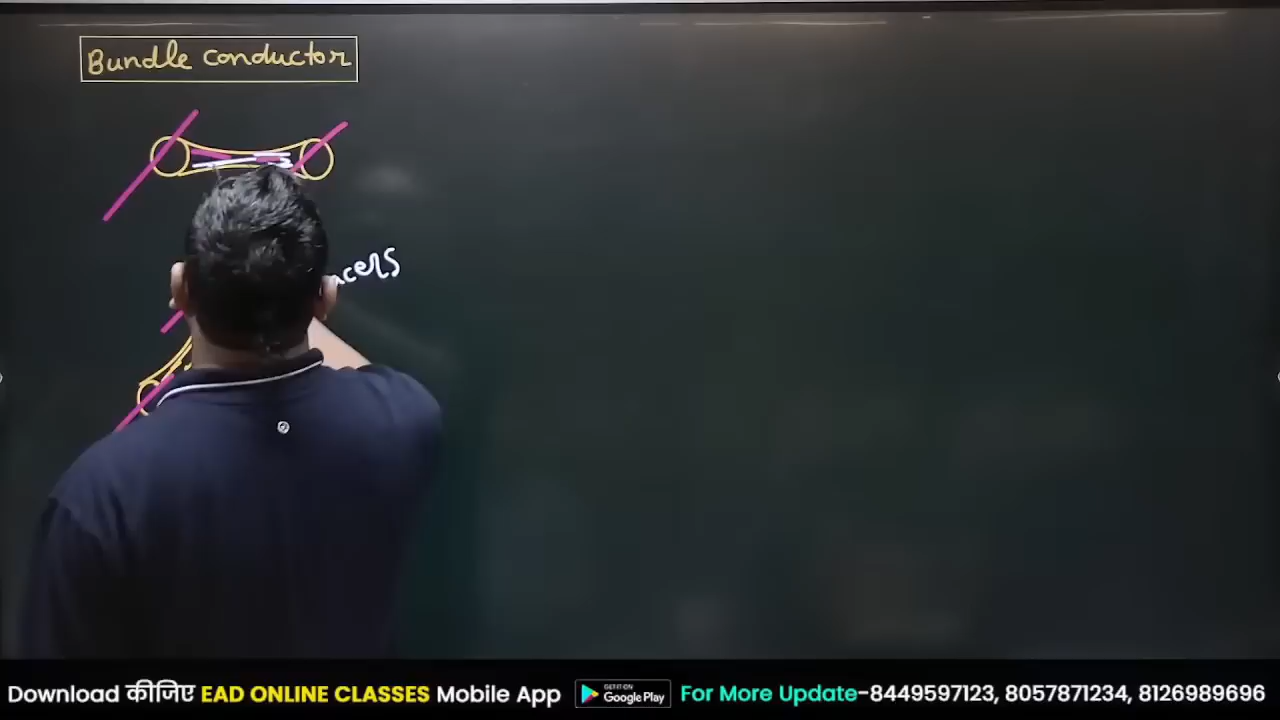 Bundle conductor
Download कीजिए EAD ONLINE CLASSES Mobile App GET IT ON Google Play For More Update-8449597123, 8057871234, 8126989696